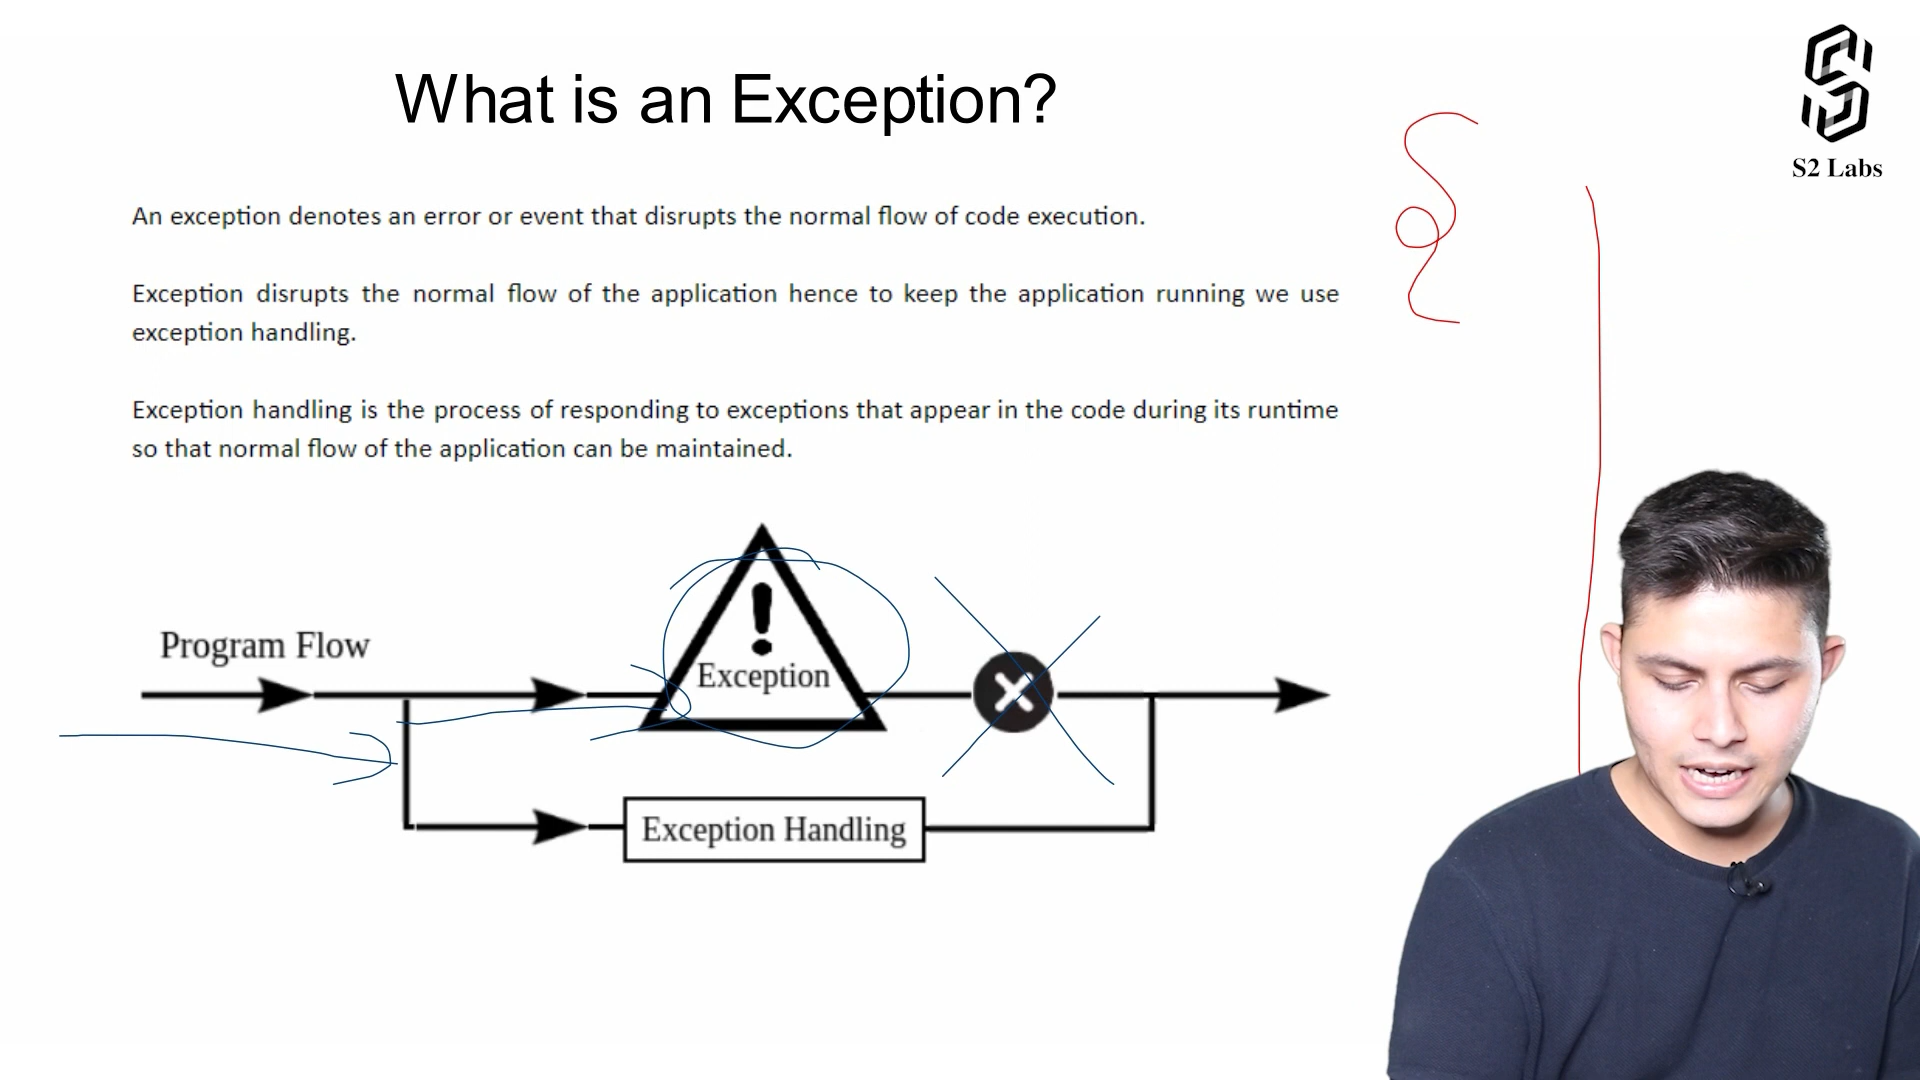 What is an Exception?
S2 Labs
An exception denotes an error or event that disrupts the normal flow of code execution.
Exception disrupts the normal flow of the application hence to keep the application running we use
exception handling.
Exception handling is the process of responding to exceptions that appear in the code during its runtime
so that normal flow of the application can be maintained.
Program Flow
!
Exception
Exception Handling